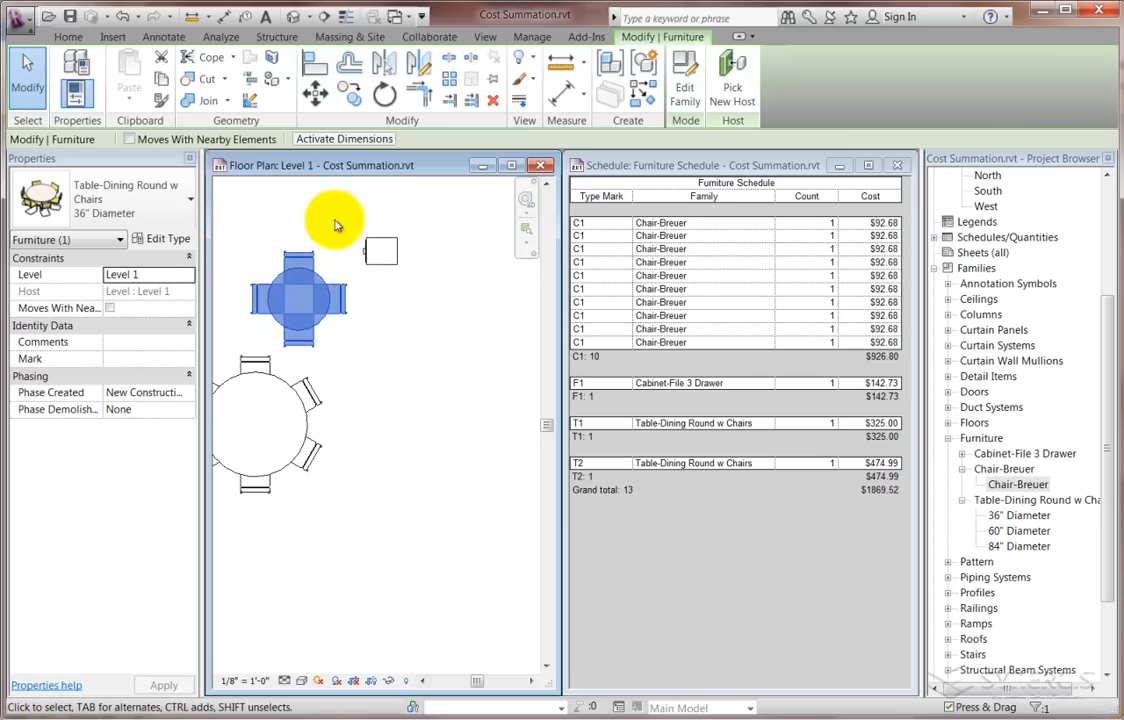 Cost Summation.rvt
Type a keyword or phrase
Sign In
Home Insert Annotate Analyze Structure Massing & Site Collaborate View Manage Add-Ins Modify | Furniture
Modify
Paste
Cope
Cut
Join
Edit
Family
Pick
New Host
Select Properties Clipboard Geometry Modify View Measure Create Mode Host
Modify | Furniture Moves With Nearby Elements Activate Dimensions
Properties
Table-Dining Round w
Chairs
36" Diameter
Furniture (1) Edit Type
Constraints
Level Level 1
Host Level : Level 1
Moves With Nea...
Identity Data
Comments
Mark
Phasing
Phase Created New Constructi...
Phase Demolish... None
Properties help Apply
Floor Plan: Level 1 - Cost Summation.rvt
1/8" = 1'-0"
Schedule: Furniture Schedule - Cost Summation.rvt
Furniture Schedule
Type Mark Family Count Cost
C1 Chair-Breuer 1 $92.68
C1 Chair-Breuer 1 $92.68
C1 Chair-Breuer 1 $92.68
C1 Chair-Breuer 1 $92.68
C1 Chair-Breuer 1 $92.68
C1 Chair-Breuer 1 $92.68
C1 Chair-Breuer 1 $92.68
C1 Chair-Breuer 1 $92.68
C1 Chair-Breuer 1 $92.68
C1 Chair-Breuer 1 $92.68
C1: 10 $926.80
F1 Cabinet-File 3 Drawer 1 $142.73
F1: 1 $142.73
T1 Table-Dining Round w Chairs 1 $325.00
T1: 1 $325.00
T2 Table-Dining Round w Chairs 1 $474.99
T2: 1 $474.99
Grand total: 13 $1869.52
Cost Summation.rvt - Project Browser
North
South
West
Legends
Schedules/Quantities
Sheets (all)
Families
Annotation Symbols
Ceilings
Columns
Curtain Panels
Curtain Systems
Curtain Wall Mullions
Detail Items
Doors
Duct Systems
Floors
Furniture
Cabinet-File 3 Drawer
Chair-Breuer
Chair-Breuer
Table-Dining Round w Cha
36" Diameter
60" Diameter
84" Diameter
Pattern
Piping Systems
Profiles
Railings
Ramps
Roofs
Stairs
Structural Beam Systems
Click to select, TAB for alternates, CTRL adds, SHIFT unselects. :0 Main Model Press & Drag :1